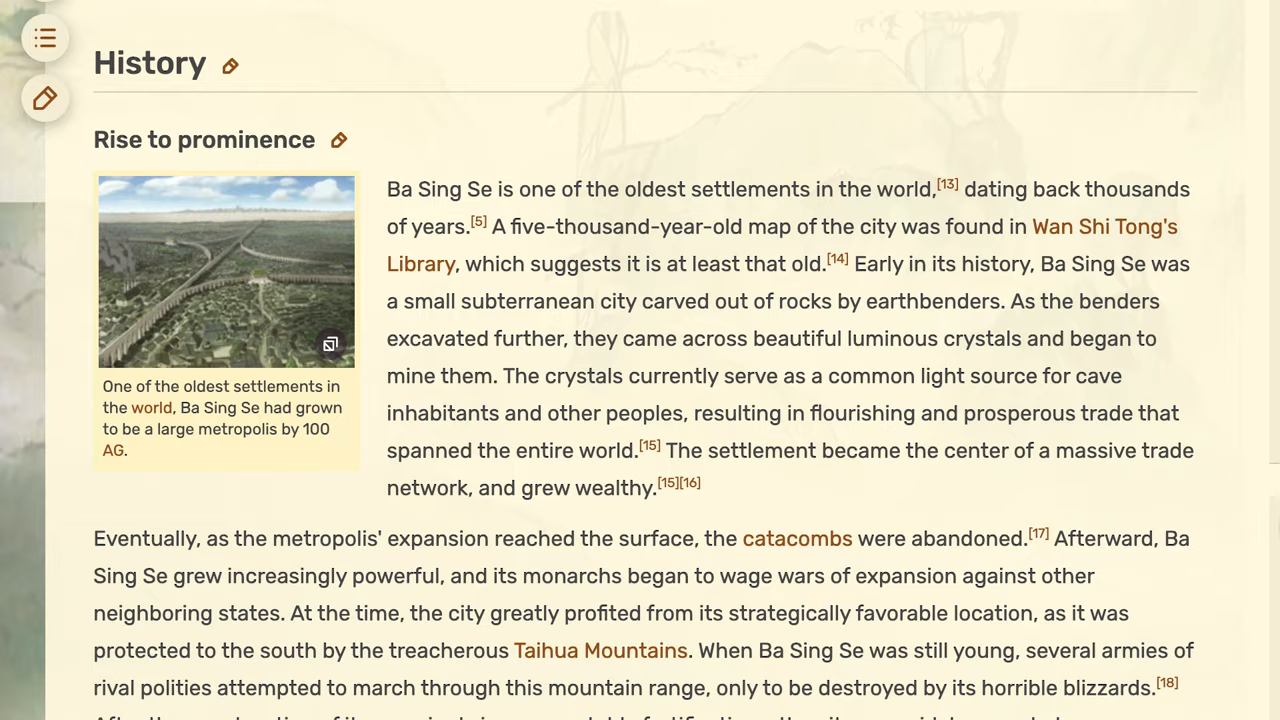 History
Rise to prominence
Ba Sing Se is one of the oldest settlements in the world,[13] dating back thousands
of years.[5] A five-thousand-year-old map of the city was found in Wan Shi Tong's
Library, which suggests it is at least that old.[14] Early in its history, Ba Sing Se was
a small subterranean city carved out of rocks by earthbenders. As the benders
excavated further, they came across beautiful luminous crystals and began to
mine them. The crystals currently serve as a common light source for cave
inhabitants and other peoples, resulting in flourishing and prosperous trade that
spanned the entire world.[15] The settlement became the center of a massive trade
network, and grew wealthy.[15][16]
One of the oldest settlements in
the world, Ba Sing Se had grown
to be a large metropolis by 100
AG.
Eventually, as the metropolis' expansion reached the surface, the catacombs were abandoned.[17] Afterward, Ba
Sing Se grew increasingly powerful, and its monarchs began to wage wars of expansion against other
neighboring states. At the time, the city greatly profited from its strategically favorable location, as it was
protected to the south by the treacherous Taihua Mountains. When Ba Sing Se was still young, several armies of
rival polities attempted to march through this mountain range, only to be destroyed by its horrible blizzards.[18]